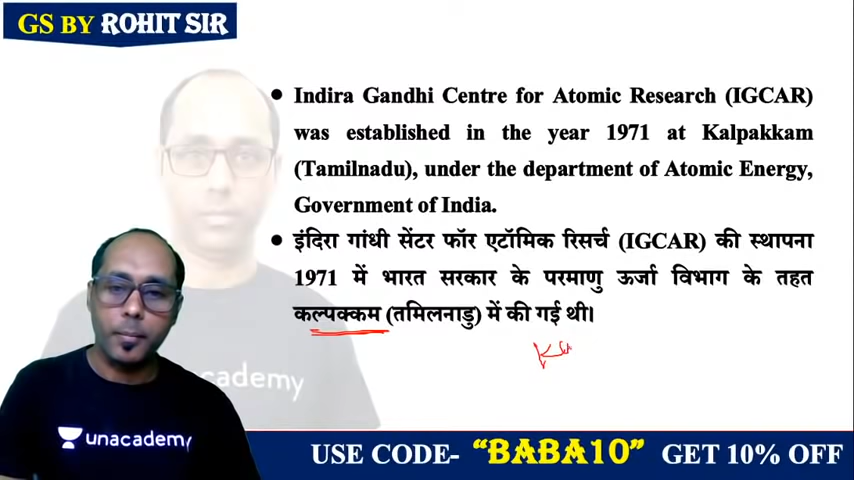 GS BY ROHIT SIR
• Indira Gandhi Centre for Atomic Research (IGCAR)
was established in the year 1971 at Kalpakkam
(Tamilnadu), under the department of Atomic Energy,
Government of India.
• इंदिरा गांधी सेंटर फॉर एटॉमिक रिसर्च (IGCAR) की स्थापना
1971 में भारत सरकार के परमाणु ऊर्जा विभाग के तहत
कल्पक्कम (तमिलनाडु) में की गई थी।
academy
unacademy
USE CODE- "BABA10" GET 10% OFF